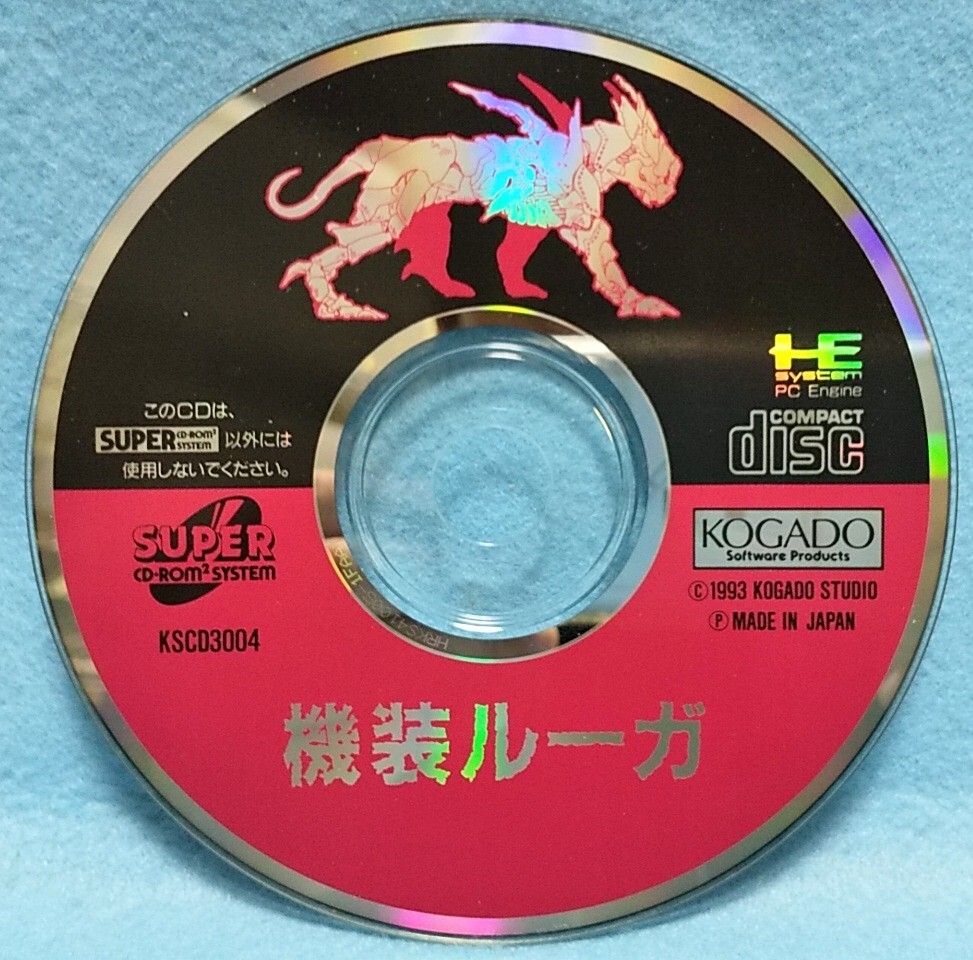 HE
system
PC Engine
このCDは、
SUPER CD-ROM² SYSTEM 以外には
使用しないでください。
COMPACT
disc
SUPER
CD-ROM² SYSTEM
KSCD3004
KOGADO
Software Products
Ⓒ1993 KOGADO STUDIO
Ⓟ MADE IN JAPAN
機装ルーガ